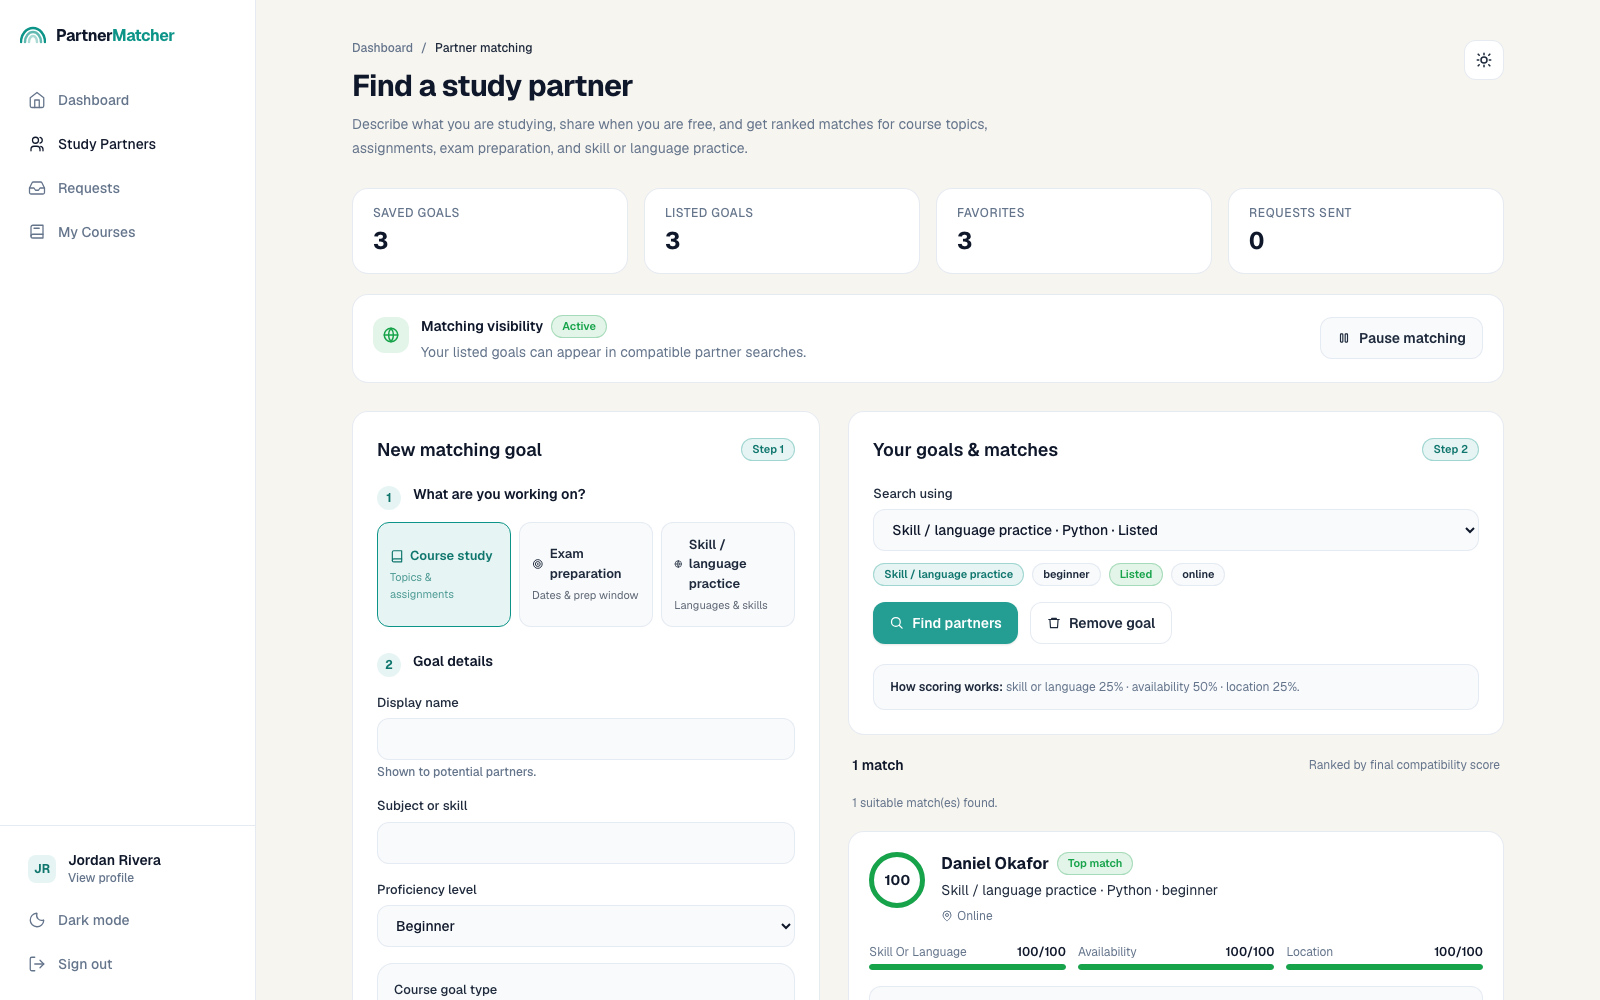 PartnerMatcher
Dashboard
Study Partners
Requests
My Courses
JR
Jordan Rivera
View profile
Dark mode
Sign out
Dashboard / Partner matching
Find a study partner
Describe what you are studying, share when you are free, and get ranked matches for course topics,
assignments, exam preparation, and skill or language practice.
SAVED GOALS
3
LISTED GOALS
3
FAVORITES
3
REQUESTS SENT
0
Matching visibility
Active
Your listed goals can appear in compatible partner searches.
Pause matching
New matching goal
Step 1
1
What are you working on?
Course study
Topics &
assignments
Exam
preparation
Dates & prep window
Skill /
language
practice
Languages & skills
2
Goal details
Display name
Shown to potential partners.
Subject or skill
Proficiency level
Beginner
Course goal type
Your goals & matches
Step 2
Search using
Skill / language practice · Python · Listed
Skill / language practice
beginner
Listed
online
Find partners
Remove goal
How scoring works: skill or language 25% · availability 50% · location 25%.
1 match
Ranked by final compatibility score
1 suitable match(es) found.
100
Daniel Okafor
Top match
Skill / language practice · Python · beginner
Online
Skill Or Language 100/100
Availability 100/100
Location 100/100